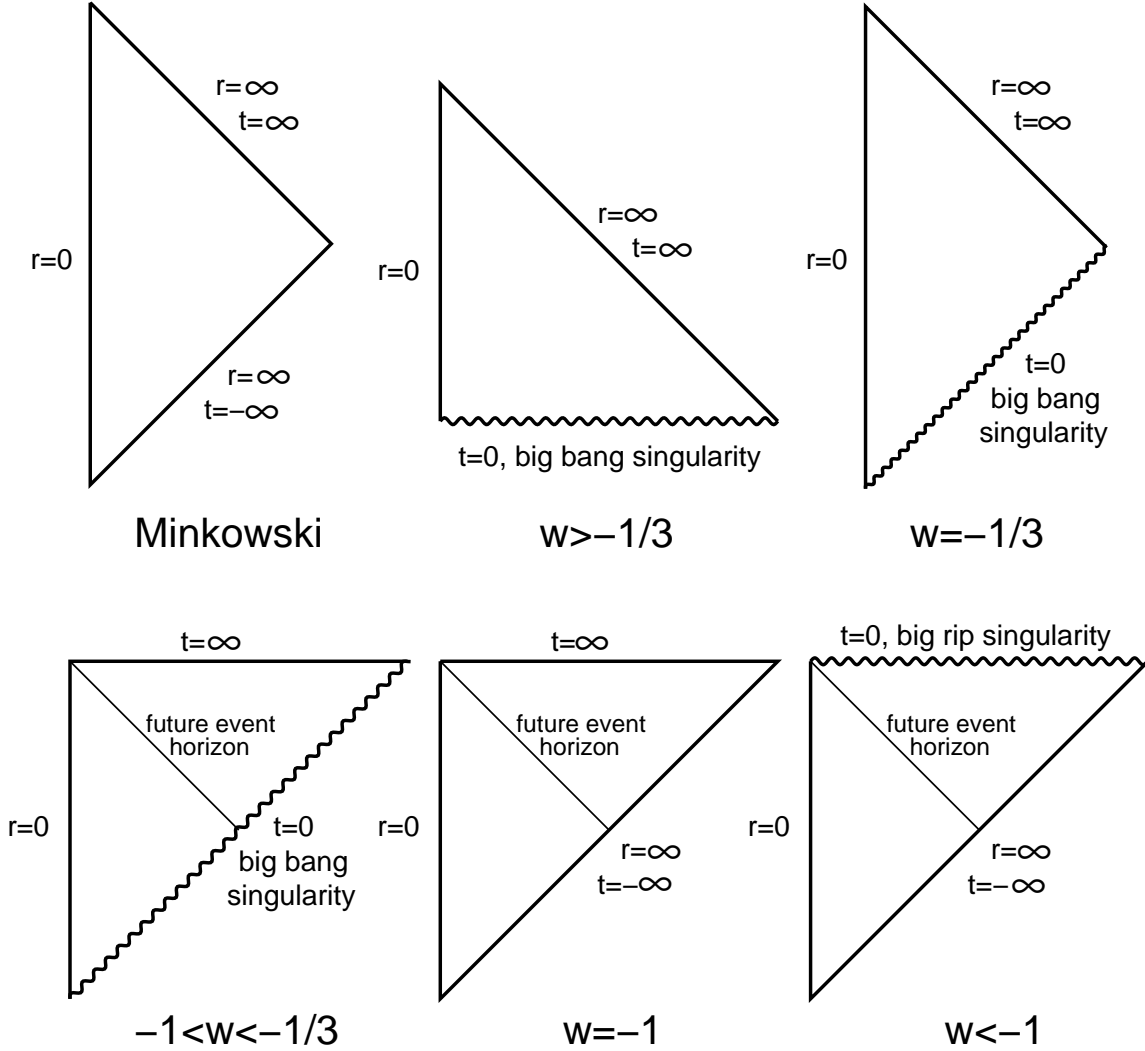 r=∞
t=∞
r=0
r=∞
t=−∞
Minkowski
r=∞
t=∞
r=0
t=0, big bang singularity
w>−1/3
r=∞
t=∞
r=0
t=0
big bang
singularity
w=−1/3
t=∞
future event
horizon
r=0
t=0
big bang
singularity
−1<w<−1/3
t=∞
future event
horizon
r=0
r=∞
t=−∞
w=−1
t=0, big rip singularity
future event
horizon
r=0
r=∞
t=−∞
w<−1